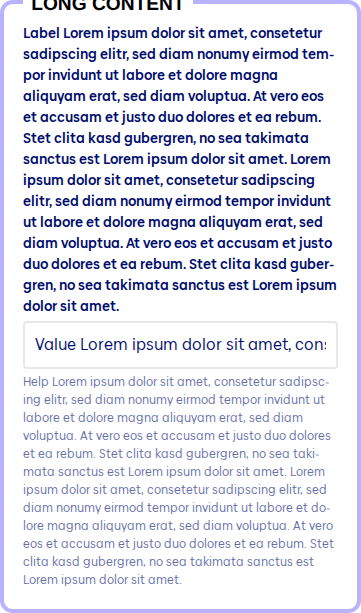 LONG CONTENT
Label Lorem ipsum dolor sit amet, consetetur
sadipscing elitr, sed diam nonumy eirmod tem-
por invidunt ut labore et dolore magna
aliquyam erat, sed diam voluptua. At vero eos
et accusam et justo duo dolores et ea rebum.
Stet clita kasd gubergren, no sea takimata
sanctus est Lorem ipsum dolor sit amet. Lorem
ipsum dolor sit amet, consetetur sadipscing
elitr, sed diam nonumy eirmod tempor invidunt
ut labore et dolore magna aliquyam erat, sed
diam voluptua. At vero eos et accusam et justo
duo dolores et ea rebum. Stet clita kasd guber-
gren, no sea takimata sanctus est Lorem ipsum
dolor sit amet.
Value Lorem ipsum dolor sit amet, cons
Help Lorem ipsum dolor sit amet, consetetur sadipsc-
ing elitr, sed diam nonumy eirmod tempor invidunt ut
labore et dolore magna aliquyam erat, sed diam
voluptua. At vero eos et accusam et justo duo dolores
et ea rebum. Stet clita kasd gubergren, no sea taki-
mata sanctus est Lorem ipsum dolor sit amet. Lorem
ipsum dolor sit amet, consetetur sadipscing elitr, sed
diam nonumy eirmod tempor invidunt ut labore et do-
lore magna aliquyam erat, sed diam voluptua. At vero
eos et accusam et justo duo dolores et ea rebum. Stet
clita kasd gubergren, no sea takimata sanctus est
Lorem ipsum dolor sit amet.